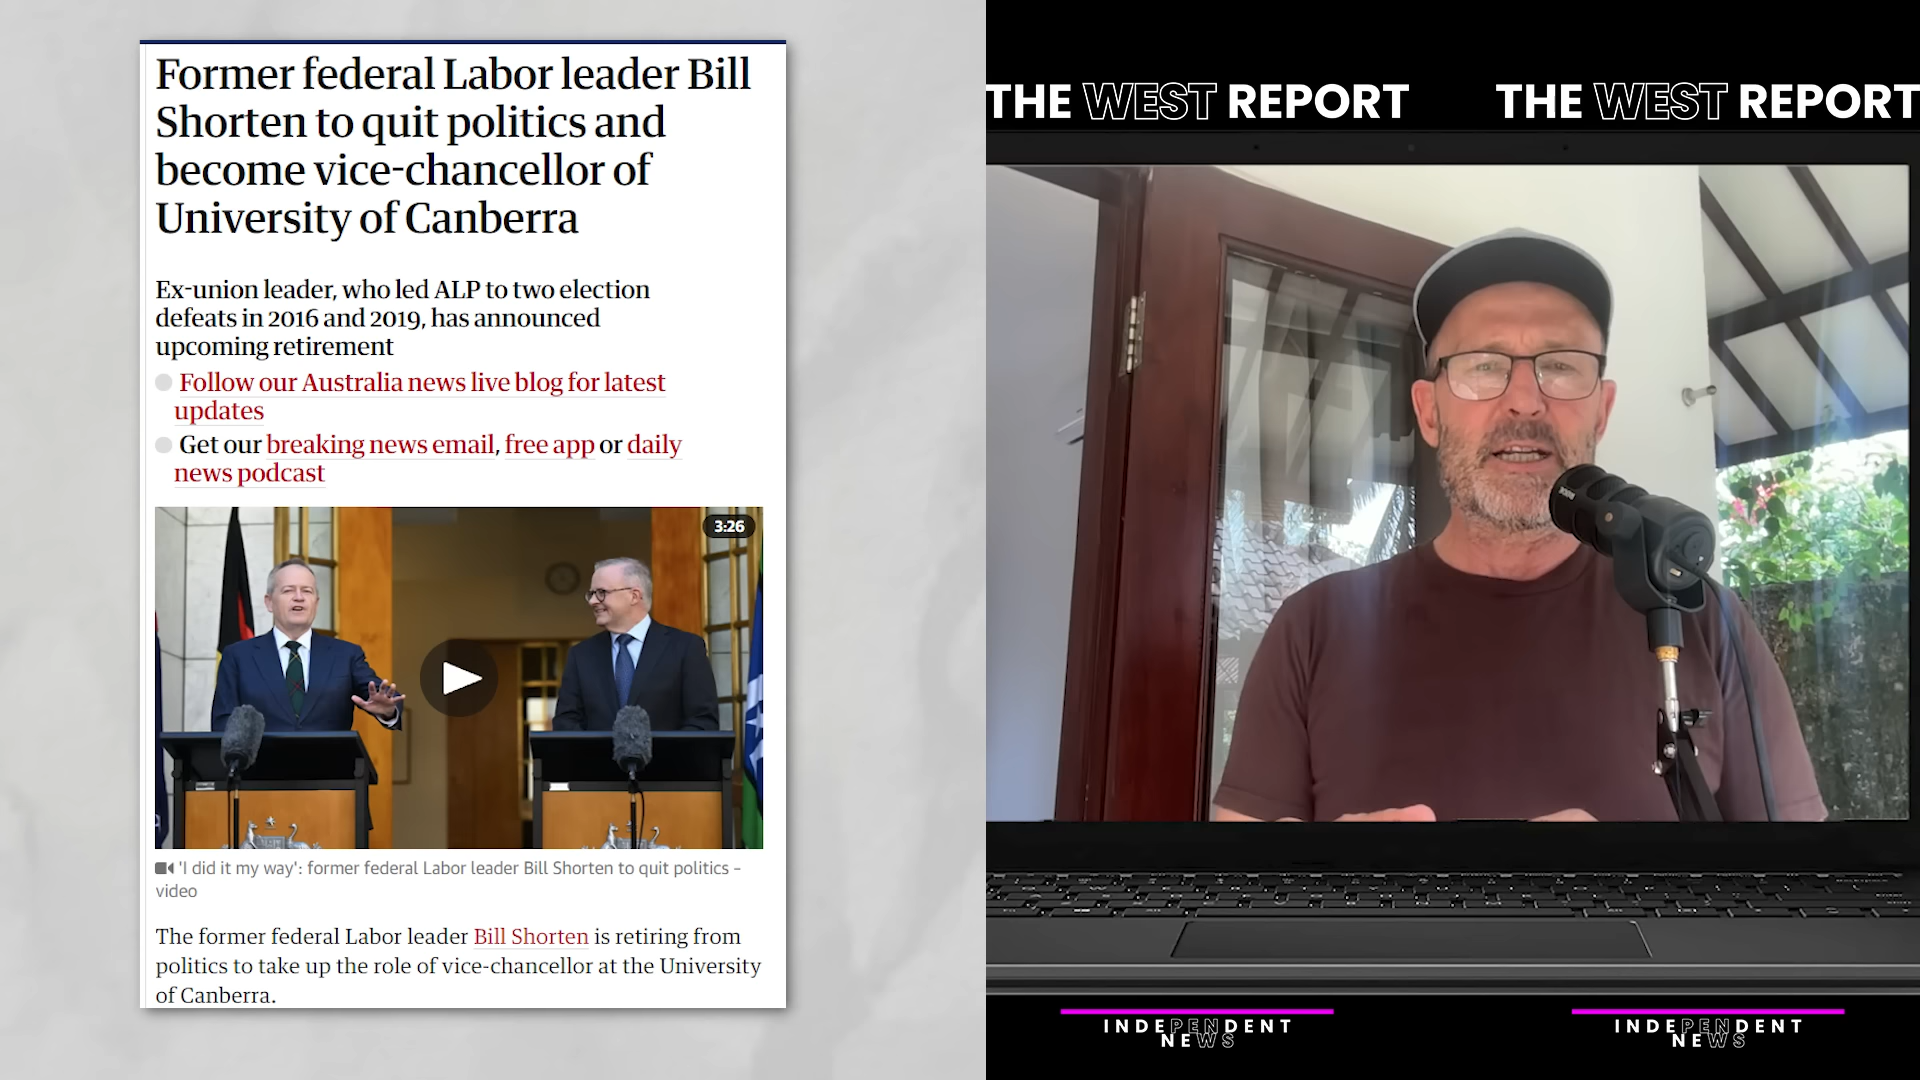 Former federal Labor leader Bill
Shorten to quit politics and
become vice-chancellor of
University of Canberra
Ex-union leader, who led ALP to two election
defeats in 2016 and 2019, has announced
upcoming retirement
Follow our Australia news live blog for latest
updates
Get our breaking news email, free app or daily
news podcast
3:26
'I did it my way': former federal Labor leader Bill Shorten to quit politics –
video
The former federal Labor leader Bill Shorten is retiring from
politics to take up the role of vice-chancellor at the University
of Canberra.
THE WEST REPORT THE WEST REPORT
INDEPENDENT
NEWS
INDEPENDENT
NEWS